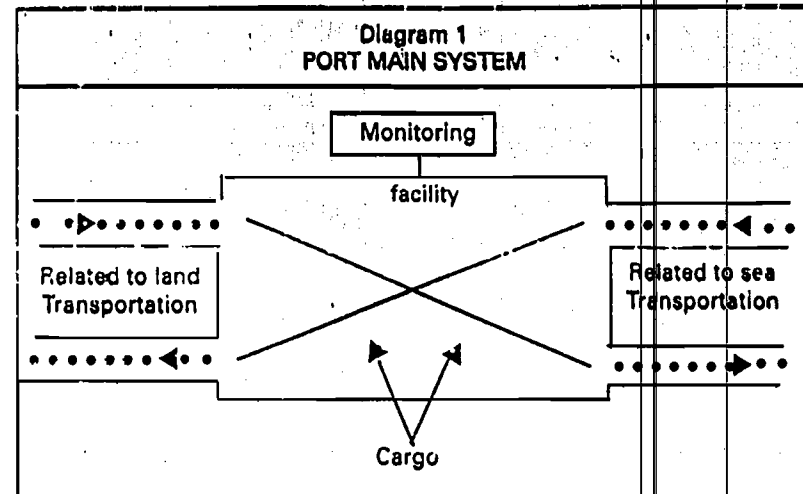 Diagram 1
PORT MAIN SYSTEM
Monitoring
facility
Related to land
Transportation
Related to sea
Transportation
Cargo